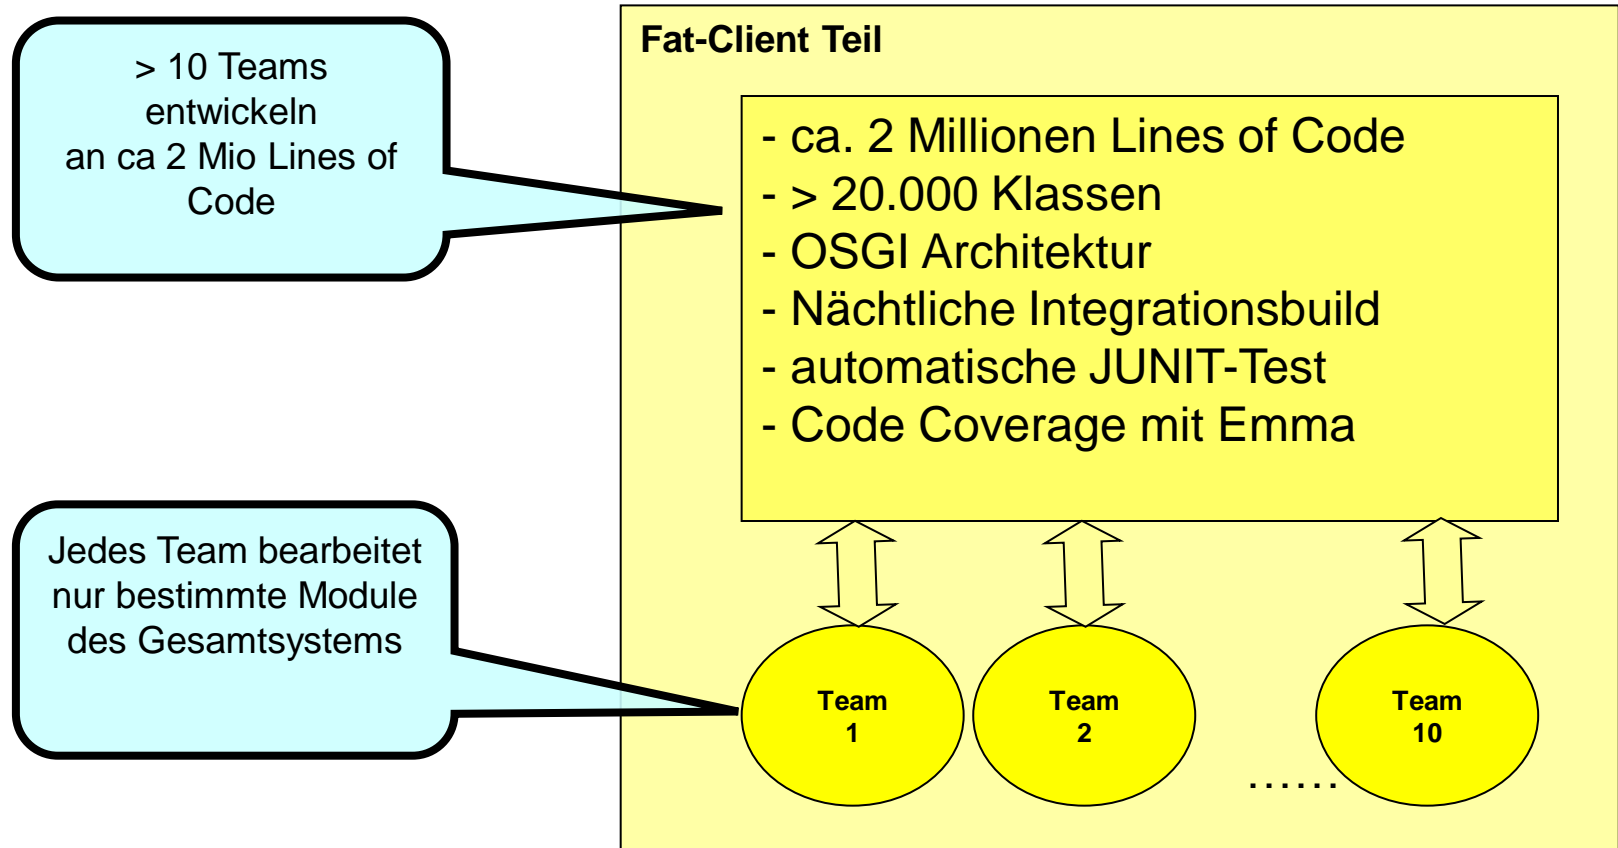 > 10 Teams
entwickeln
an ca 2 Mio Lines of
Code
Fat-Client Teil
- ca. 2 Millionen Lines of Code
- > 20.000 Klassen
- OSGI Architektur
- Nächtliche Integrationsbuild
- automatische JUNIT-Test
- Code Coverage mit Emma
Jedes Team bearbeitet
nur bestimmte Module
des Gesamtsystems
Team
1
Team
2
......
Team
10